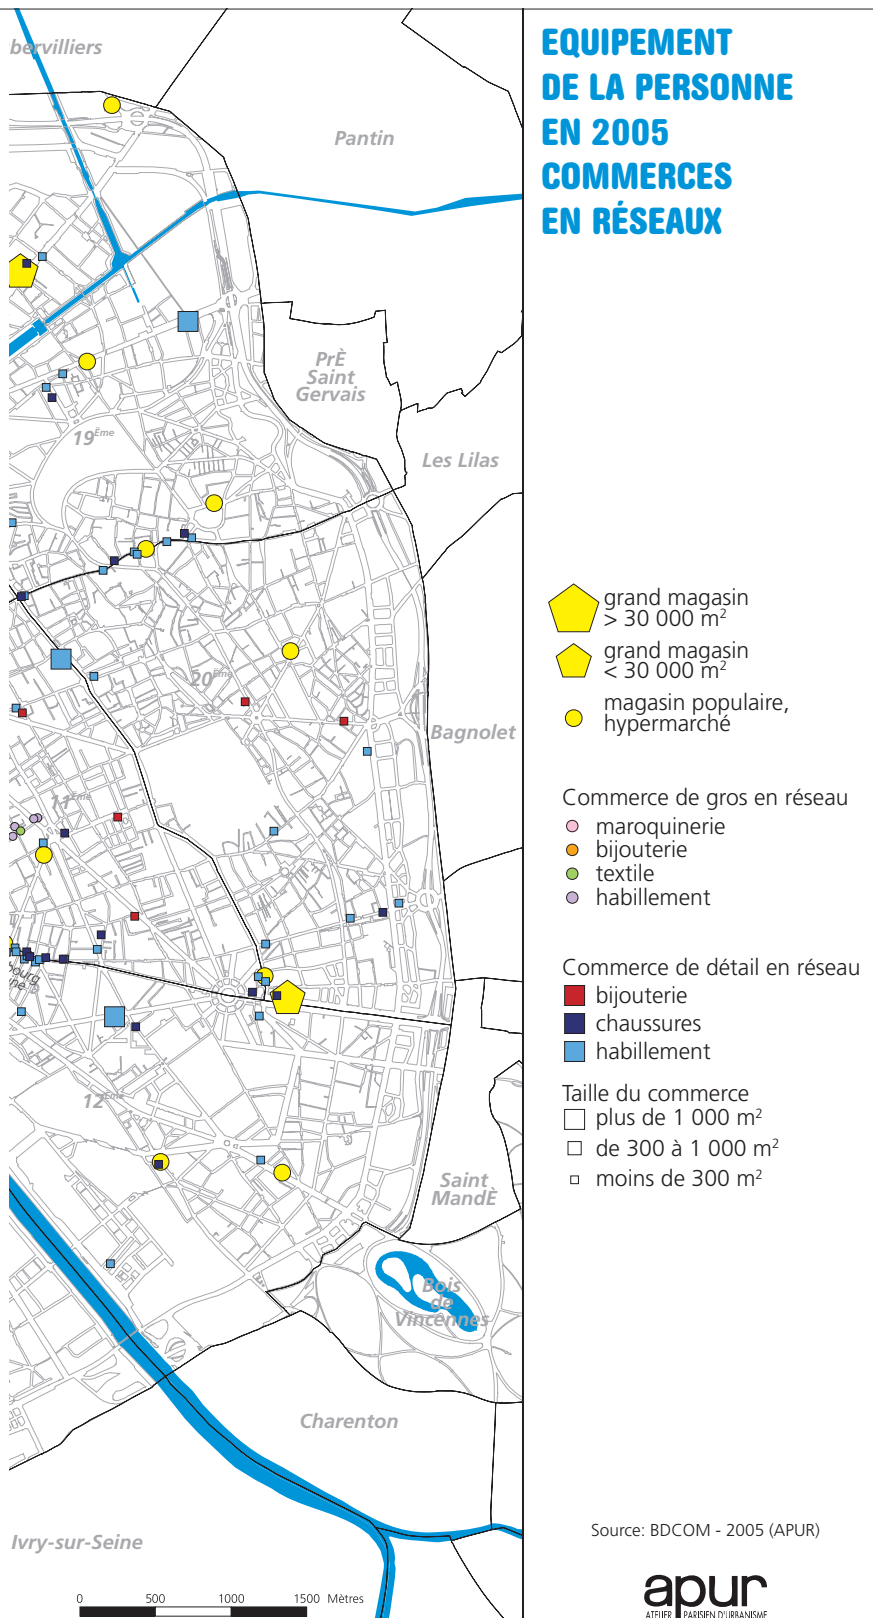 bervilliers
Pantin
PrÈ
Saint
Gervais
19Ème
Les Lilas
20Ème
Bagnolet
11Ème
bourg
ine
12Ème
Saint
MandÈ
Bois
de
Vincennes
Charenton
Ivry-sur-Seine
0 500 1000 1500 Mètres
EQUIPEMENT
DE LA PERSONNE
EN 2005
COMMERCES
EN RÉSEAUX
grand magasin
> 30 000 m²
grand magasin
< 30 000 m²
magasin populaire,
hypermarché
Commerce de gros en réseau
maroquinerie
bijouterie
textile
habillement
Commerce de détail en réseau
bijouterie
chaussures
habillement
Taille du commerce
plus de 1 000 m²
de 300 à 1 000 m²
moins de 300 m²
Source: BDCOM - 2005 (APUR)
apur
ATELIER PARISIEN D'URBANISME